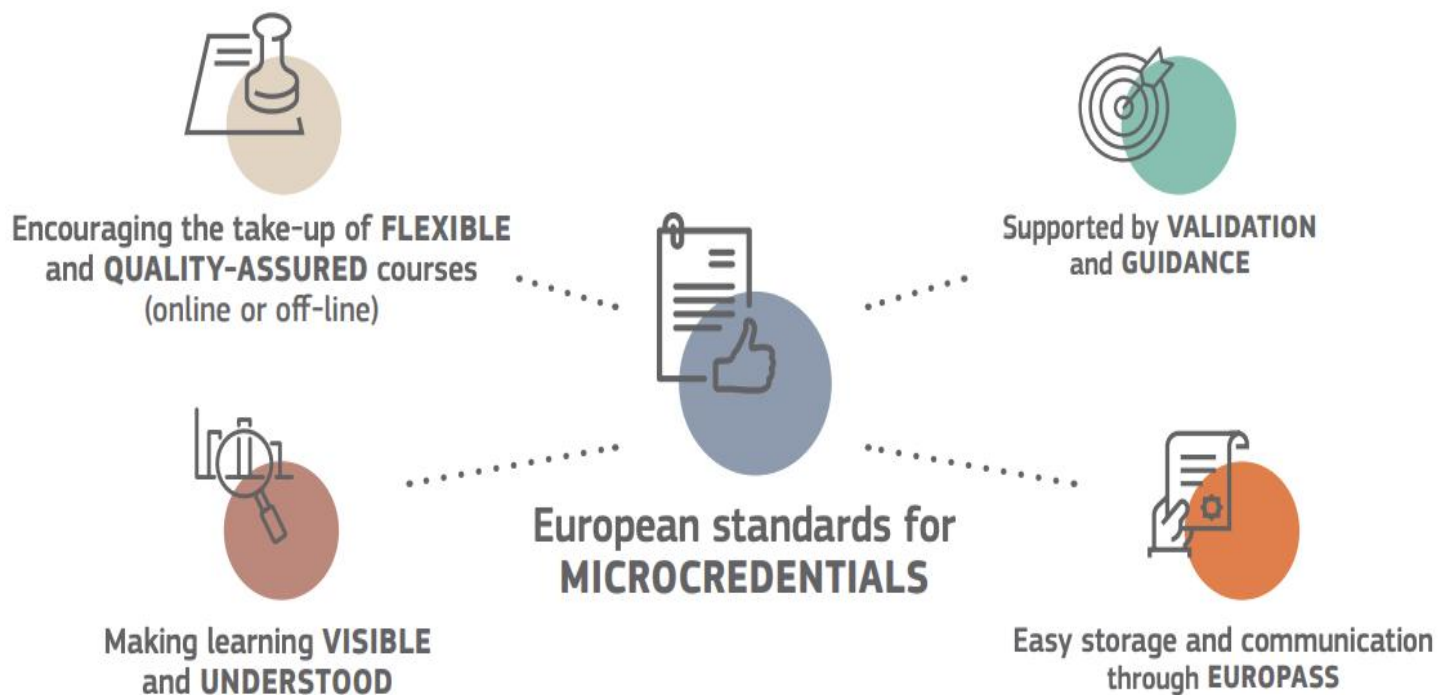 Encouraging the take-up of FLEXIBLE
and QUALITY-ASSURED courses
(online or off-line)
Supported by VALIDATION
and GUIDANCE
European standards for
MICROCREDENTIALS
Making learning VISIBLE
and UNDERSTOOD
Easy storage and communication
through EUROPASS